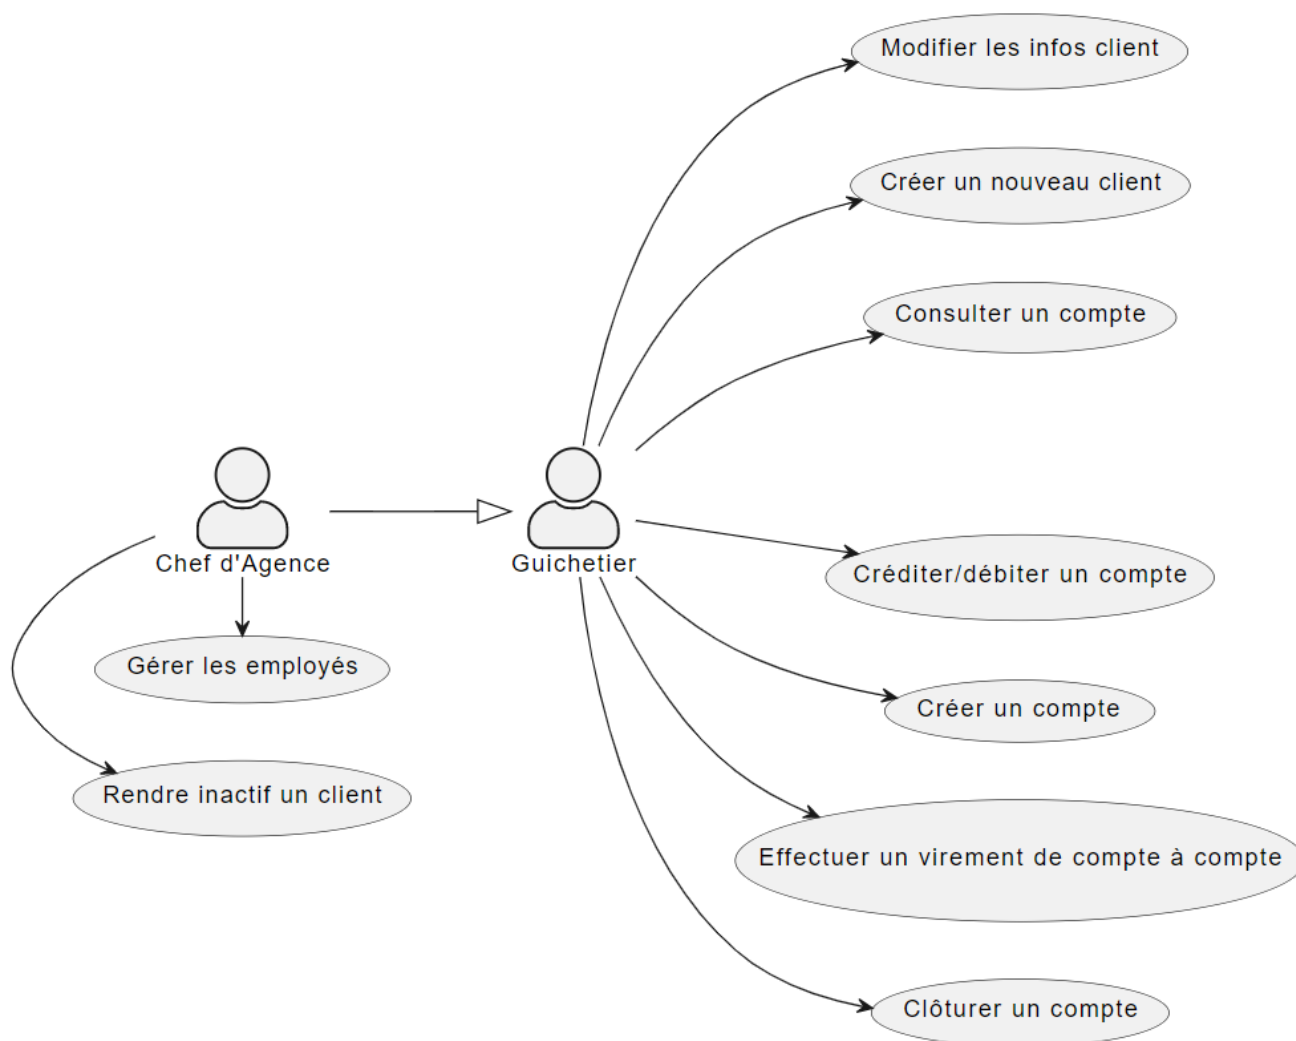 Modifier les infos client
Créer un nouveau client
Consulter un compte
Chef d'Agence
Guichetier
Créditer/débiter un compte
Gérer les employés
Créer un compte
Rendre inactif un client
Effectuer un virement de compte à compte
Clôturer un compte